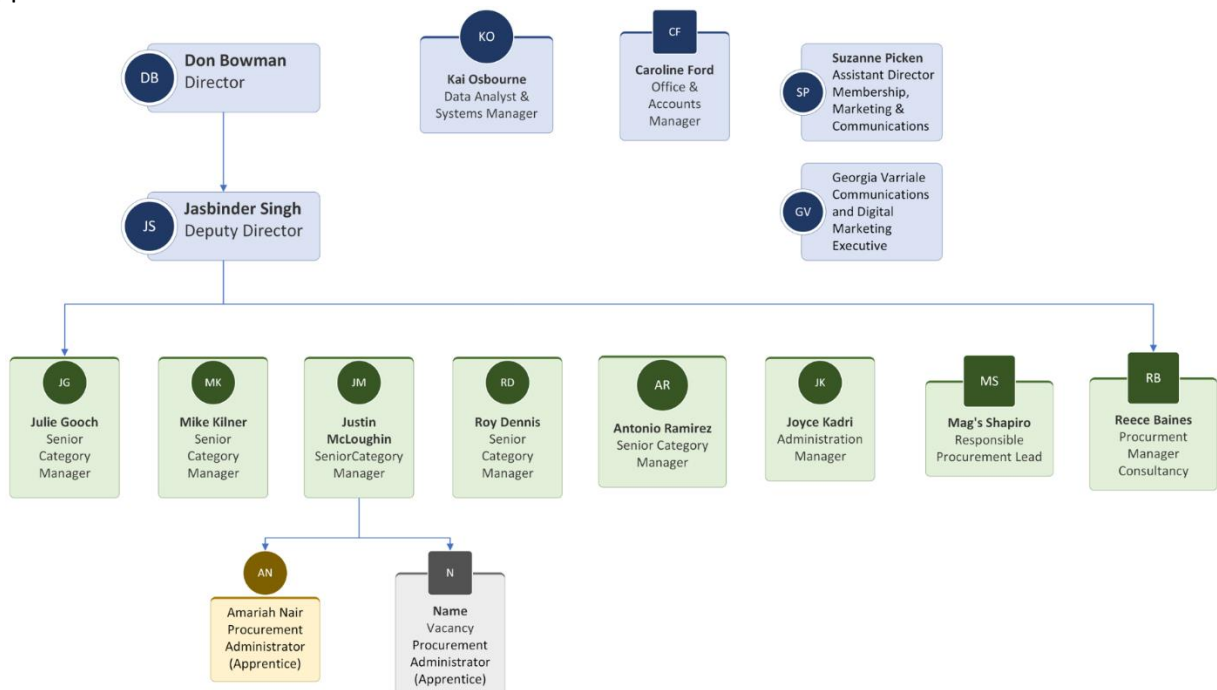 DB
Don Bowman
Director
KO
Kai Osbourne
Data Analyst &
Systems Manager
CF
Caroline Ford
Office &
Accounts
Manager
SP
Suzanne Picken
Assistant Director
Membership,
Marketing &
Communications
JS
Jasbinder Singh
Deputy Director
GV
Georgia Varriale
Communications
and Digital
Marketing
Executive
JG
Julie Gooch
Senior
Category
Manager
MK
Mike Kilner
Senior
Category
Manager
JM
Justin
McLoughin
SeniorCategory
Manager
RD
Roy Dennis
Senior
Category
Manager
AR
Antonio Ramirez
Senior Category
Manager
JK
Joyce Kadri
Administration
Manager
MS
Mag's Shapiro
Responsible
Procurement Lead
RB
Reece Baines
Procurment
Manager
Consultancy
AN
Amariah Nair
Procurement
Administrator
(Apprentice)
N
Name
Vacancy
Procurement
Administrator
(Apprentice)